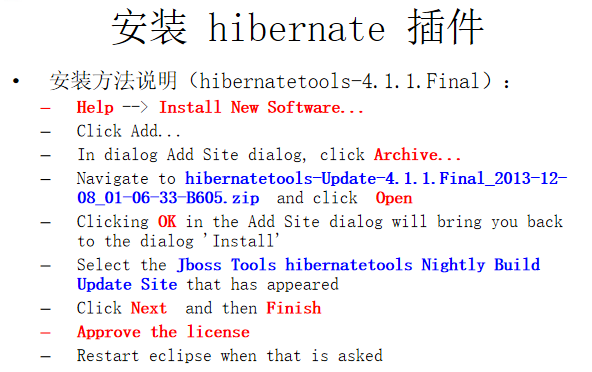 安装 hibernate 插件
• 安装方法说明（hibernatetools-4.1.1.Final）：
– Help --> Install New Software...
– Click Add...
– In dialog Add Site dialog, click Archive...
– Navigate to hibernatetools-Update-4.1.1.Final_2013-12-
08_01-06-33-B605.zip and click Open
– Clicking OK in the Add Site dialog will bring you back
to the dialog 'Install'
– Select the Jboss Tools hibernatetools Nightly Build
Update Site that has appeared
– Click Next and then Finish
– Approve the license
– Restart eclipse when that is asked